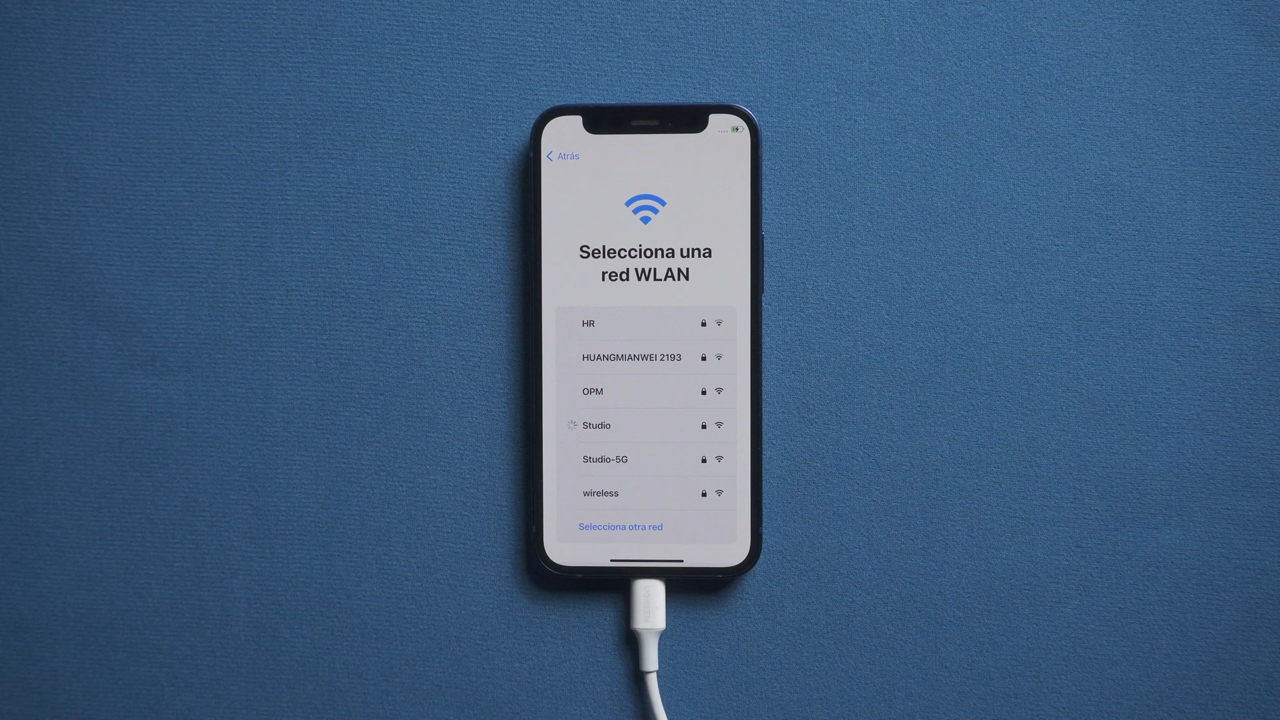 Atrás
Selecciona una
red WLAN
HR
HUANGMIANWEI 2193
OPM
Studio
Studio-5G
wireless
Selecciona otra red